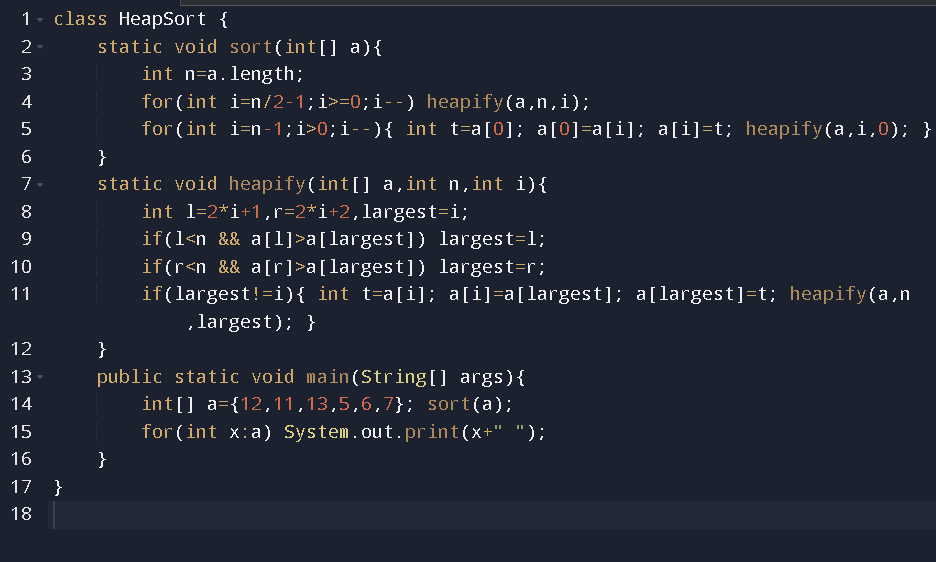 1 class HeapSort {
2     static void sort(int[] a){
3         int n=a.length;
4         for(int i=n/2-1;i>=0;i--) heapify(a,n,i);
5         for(int i=n-1;i>0;i--){ int t=a[0]; a[0]=a[i]; a[i]=t; heapify(a,i,0); }
6     }
7     static void heapify(int[] a,int n,int i){
8         int l=2*i+1,r=2*i+2,largest=i;
9         if(l<n && a[l]>a[largest]) largest=l;
10         if(r<n && a[r]>a[largest]) largest=r;
11         if(largest!=i){ int t=a[i]; a[i]=a[largest]; a[largest]=t; heapify(a,n
            ,largest); }
12     }
13     public static void main(String[] args){
14         int[] a={12,11,13,5,6,7}; sort(a);
15         for(int x:a) System.out.print(x+" ");
16     }
17 }
18